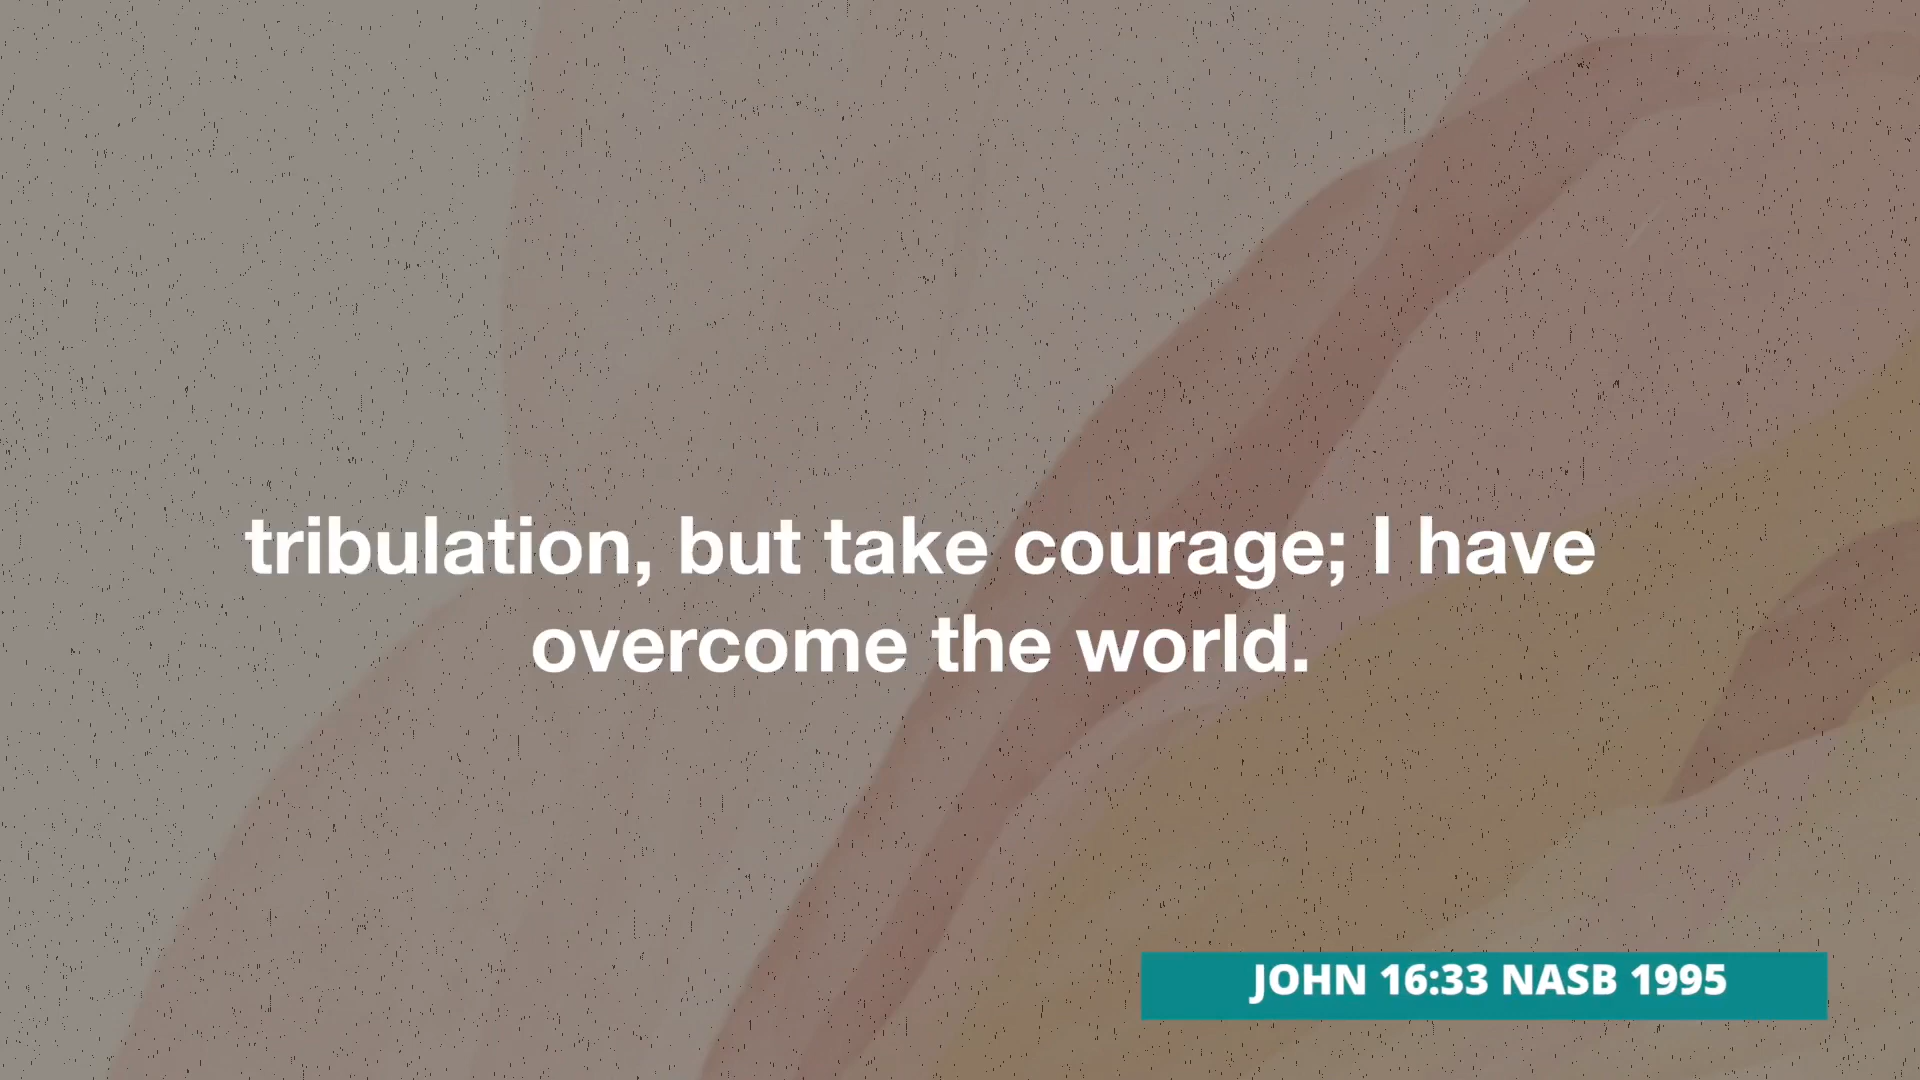 tribulation, but take courage; I have
overcome the world.
JOHN 16:33 NASB 1995